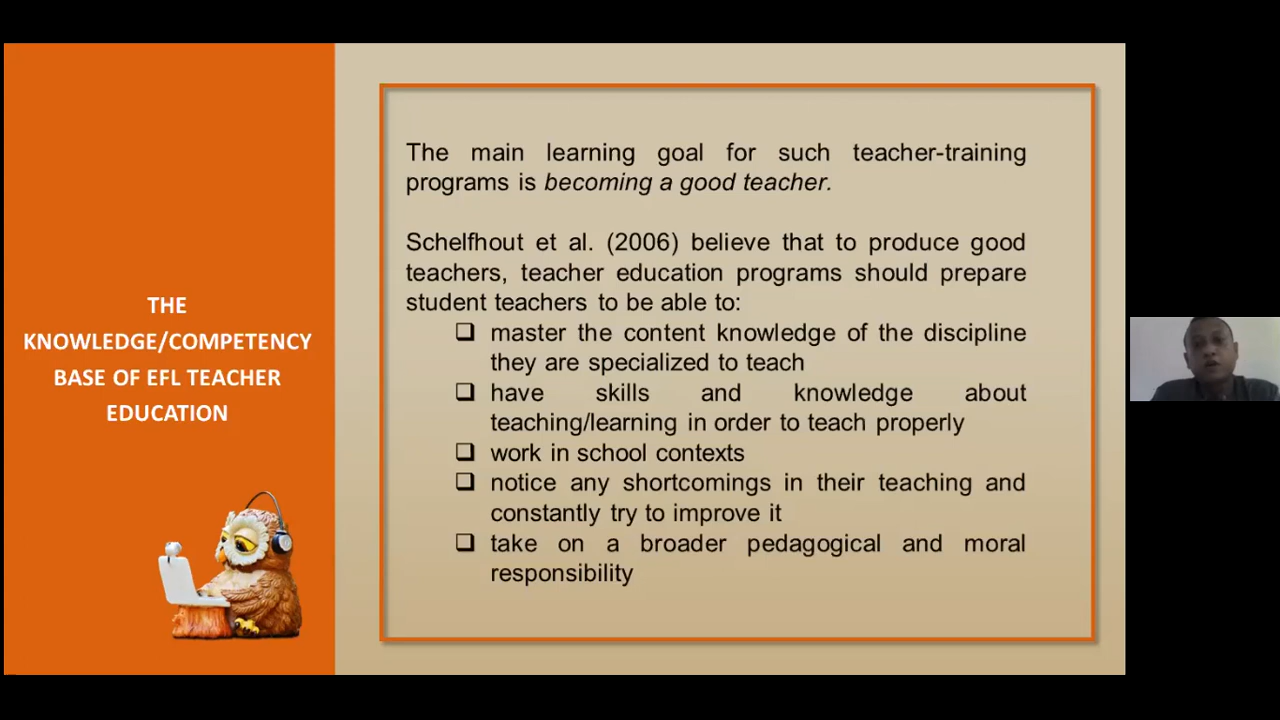 THE
KNOWLEDGE/COMPETENCY
BASE OF EFL TEACHER
EDUCATION
The main learning goal for such teacher-training
programs is becoming a good teacher.
Schelfhout et al. (2006) believe that to produce good
teachers, teacher education programs should prepare
student teachers to be able to:
❑ master the content knowledge of the discipline
they are specialized to teach
❑ have skills and knowledge about
teaching/learning in order to teach properly
❑ work in school contexts
❑ notice any shortcomings in their teaching and
constantly try to improve it
❑ take on a broader pedagogical and moral
responsibility